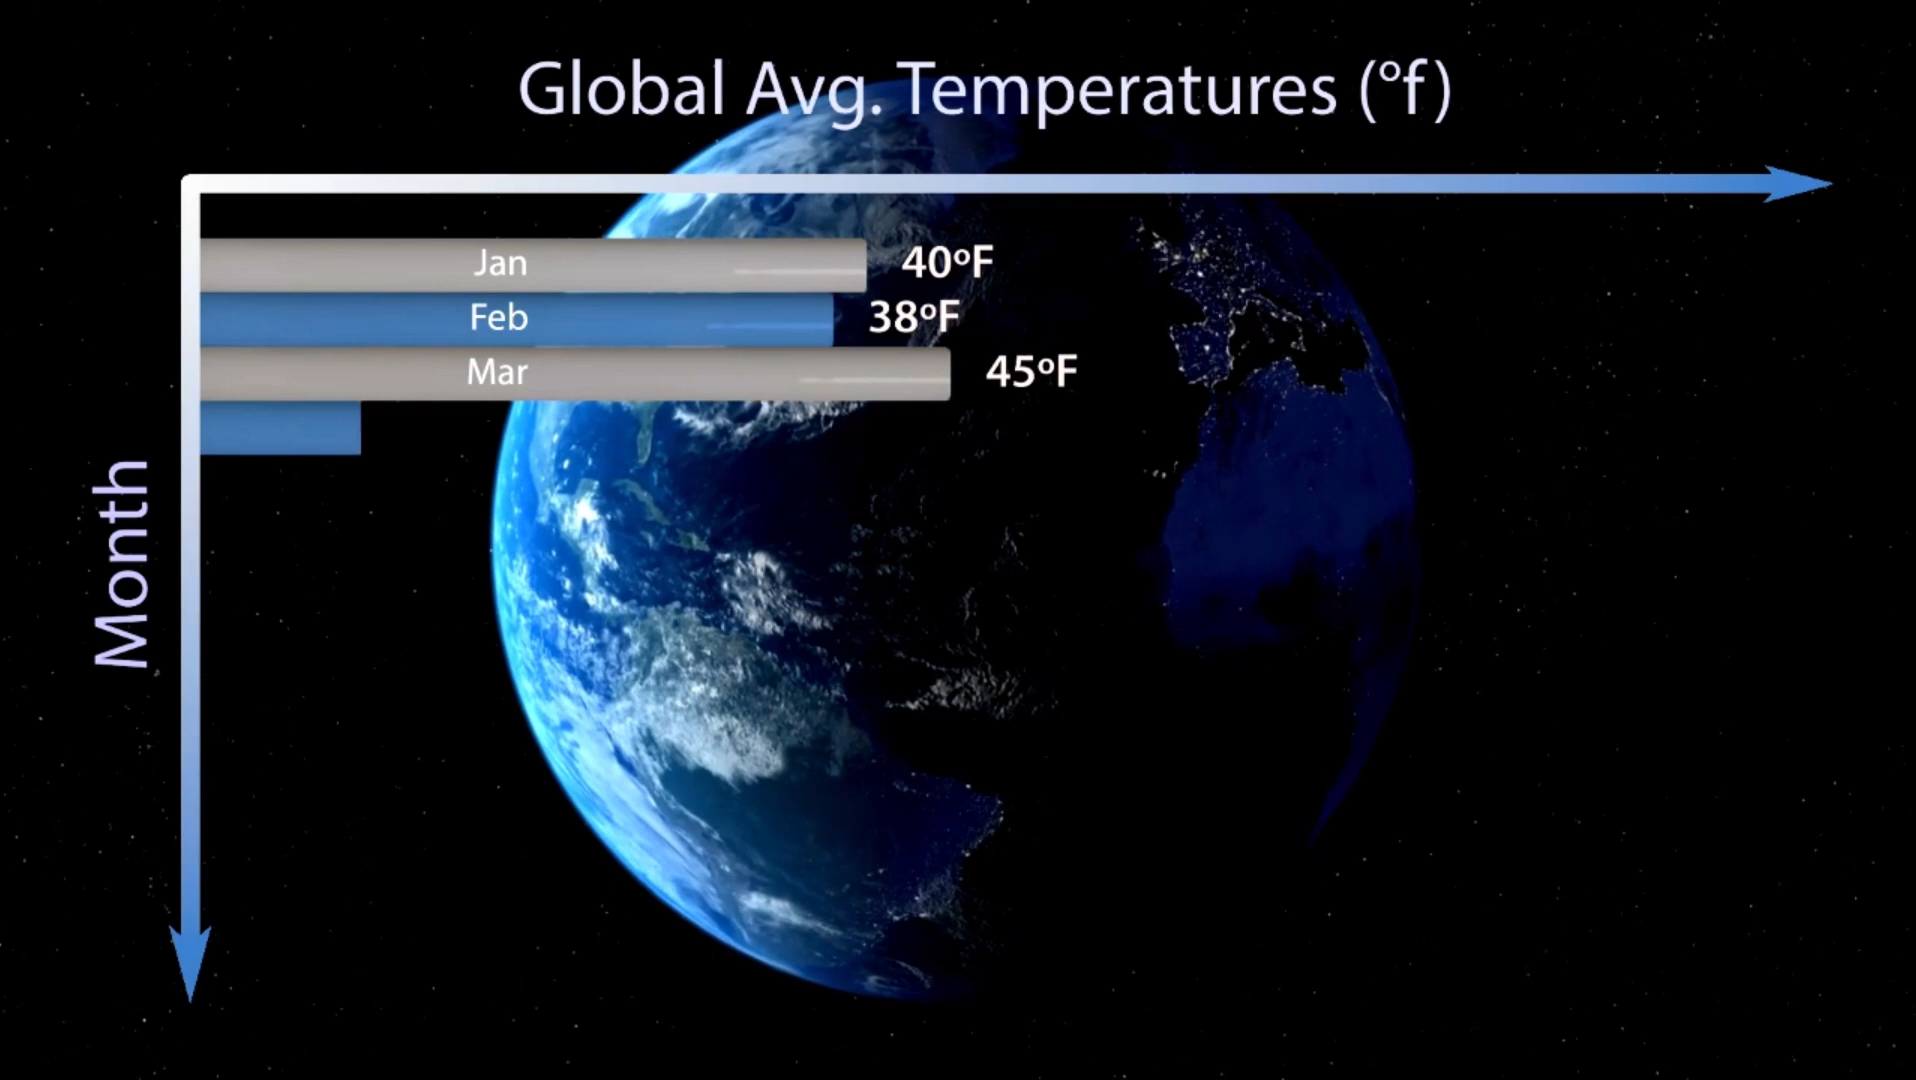 Global Avg. Temperatures (°f)
Jan 40ºF
Feb 38ºF
Mar 45ºF
Month